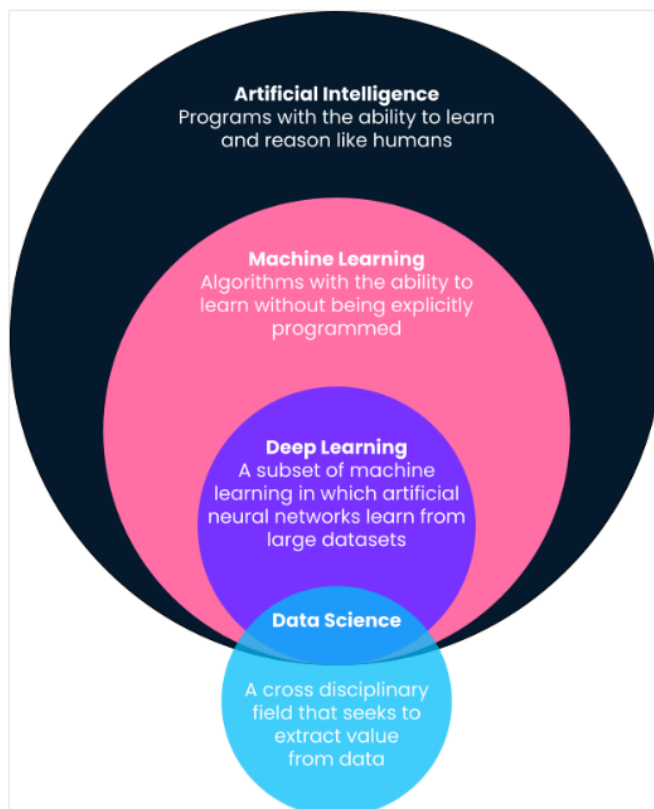 Artificial Intelligence
Programs with the ability to learn
and reason like humans
Machine Learning
Algorithms with the ability to
learn without being explicitly
programmed
Deep Learning
A subset of machine
learning in which artificial
neural networks learn from
large datasets
Data Science
A cross disciplinary
field that seeks to
extract value
from data